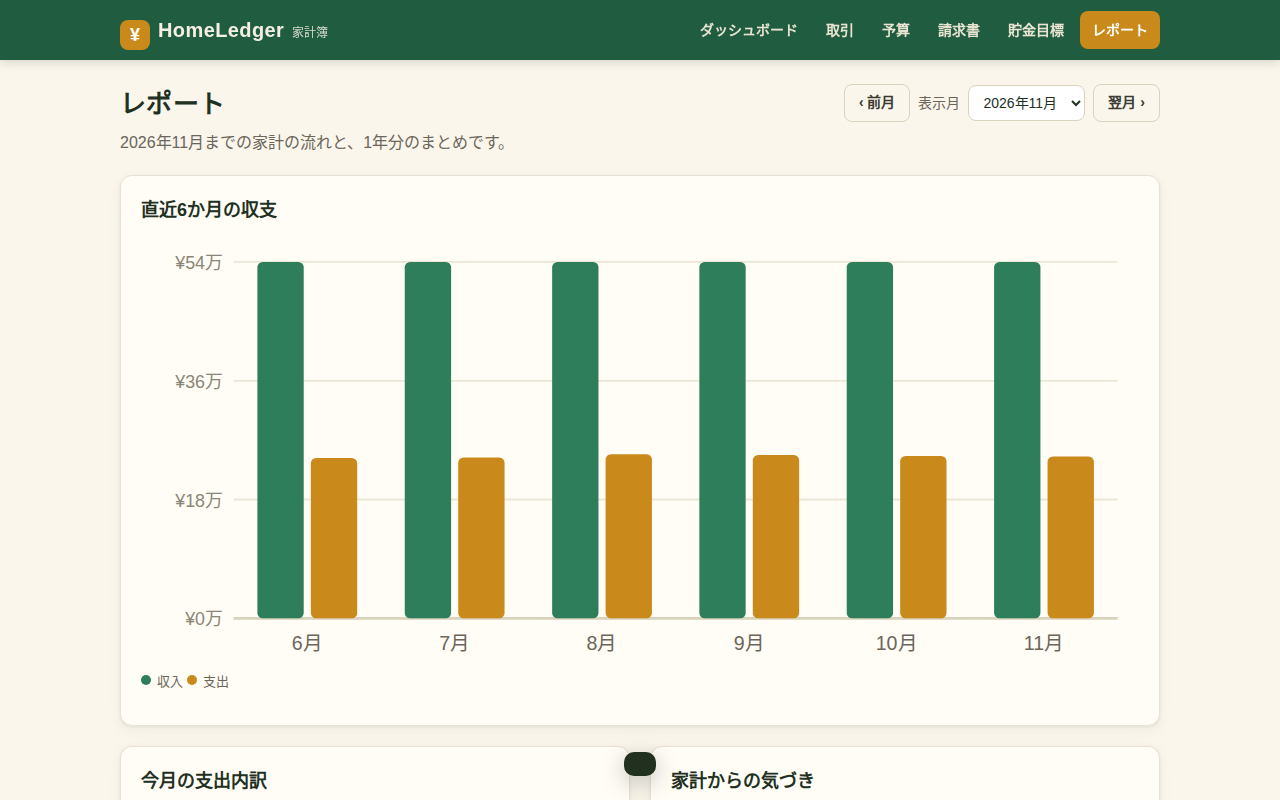 ¥ HomeLedger 家計簿 ダッシュボード 取引 予算 請求書 貯金目標 レポート
レポート
‹ 前月 表示月 2026年11月 翌月 ›
2026年11月までの家計の流れと、1年分のまとめです。
直近6か月の収支
¥54万
¥36万
¥18万
¥0万
6月 7月 8月 9月 10月 11月
収入 支出
今月の支出内訳 家計からの気づき